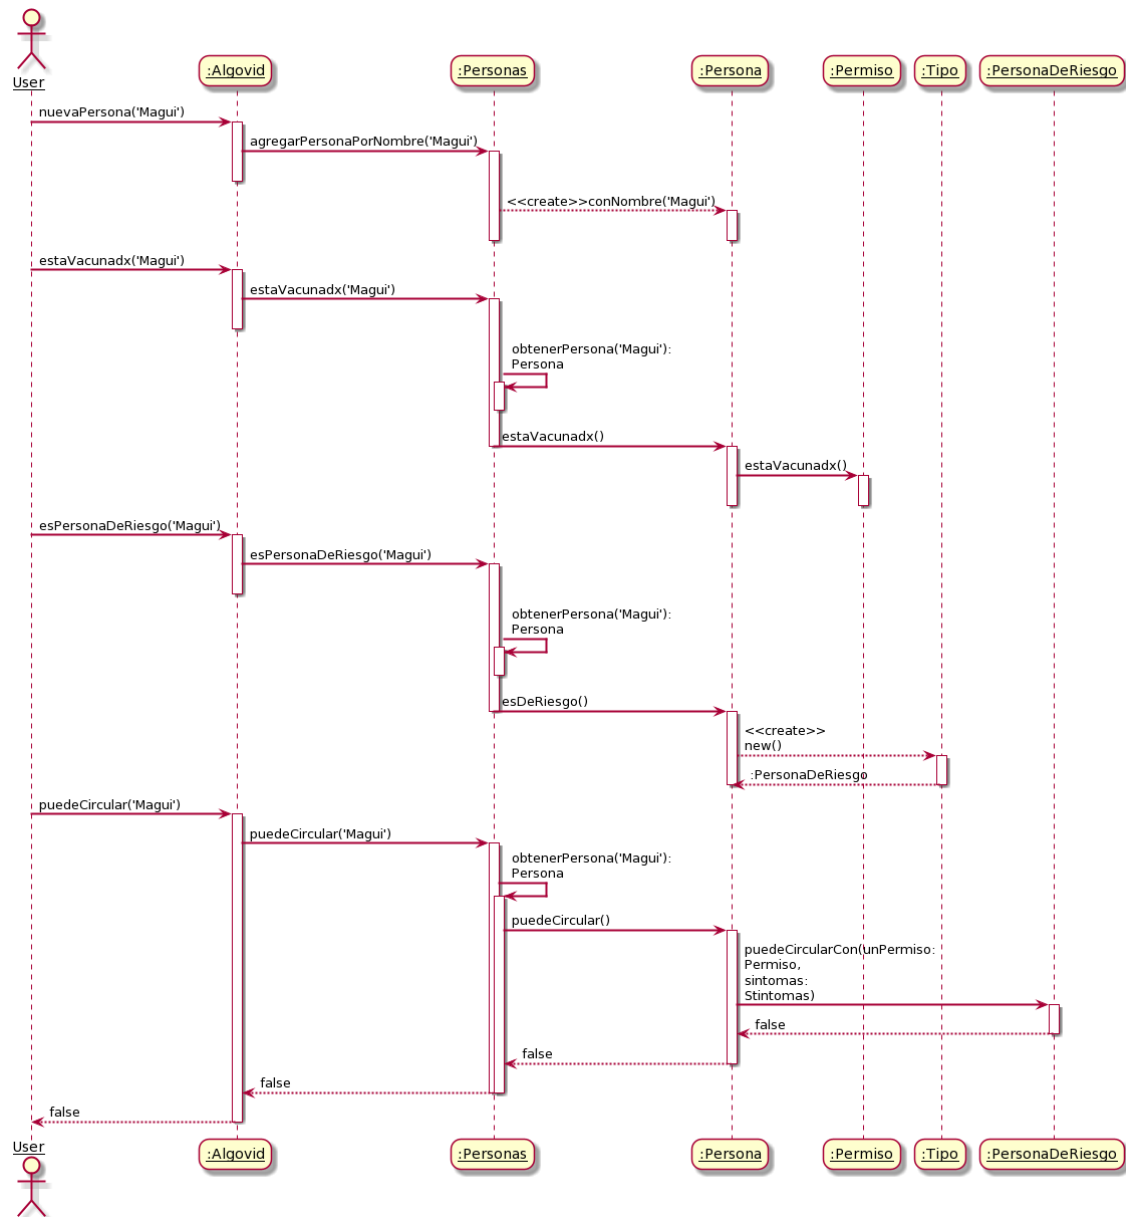 User
:Algovid
:Personas
:Persona
:Permiso
:Tipo
:PersonaDeRiesgo
nuevaPersona('Magui')
agregarPersonaPorNombre('Magui')
<<create>>conNombre('Magui')
estaVacunadx('Magui')
estaVacunadx('Magui')
obtenerPersona('Magui'):
Persona
estaVacunadx()
estaVacunadx()
esPersonaDeRiesgo('Magui')
esPersonaDeRiesgo('Magui')
obtenerPersona('Magui'):
Persona
esDeRiesgo()
<<create>>
new()
:PersonaDeRiesgo
puedeCircular('Magui')
puedeCircular('Magui')
obtenerPersona('Magui'):
Persona
puedeCircular()
puedeCircularCon(unPermiso:
Permiso,
sintomas:
Stintomas)
false
false
false
false
User
:Algovid
:Personas
:Persona
:Permiso
:Tipo
:PersonaDeRiesgo